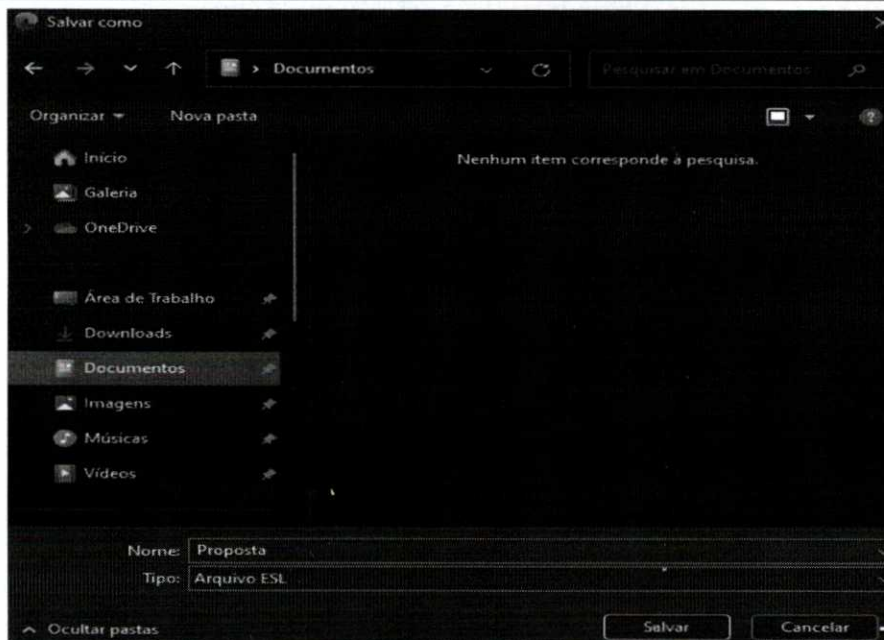 Salvar como
Documentos
Pesquisar em Documentos
Organizar
Nova pasta
Início
Nenhum item corresponde à pesquisa.
Galeria
OneDrive
Área de Trabalho
Downloads
Documentos
Imagens
Músicas
Vídeos
Nome: Proposta
Tipo: Arquivo ESL
Ocultar pastas
Salvar
Cancelar